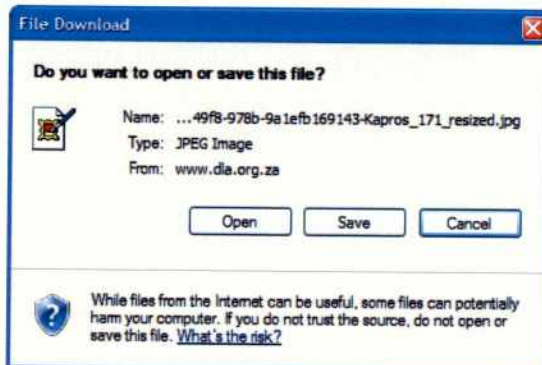 File Download
Do you want to open or save this file?
Name: ...49f8-978b-9a1efb169143-Kapros_171_resized.jpg
Type: JPEG Image
From: www.dla.org.za
Open Save Cancel
While files from the Internet can be useful, some files can potentially
harm your computer. If you do not trust the source, do not open or
save this file. What's the risk?